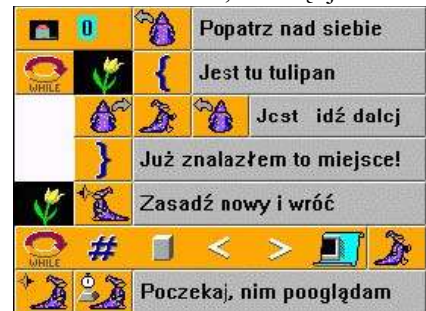 0 Popatrz nad siebie
WHILE { Jest tu tulipan
Jest idź dalej
} Już znalazłem to miejsce!
Zasadź nowy i wróć
WHILE # < >
Poczekaj, nim pooglądam